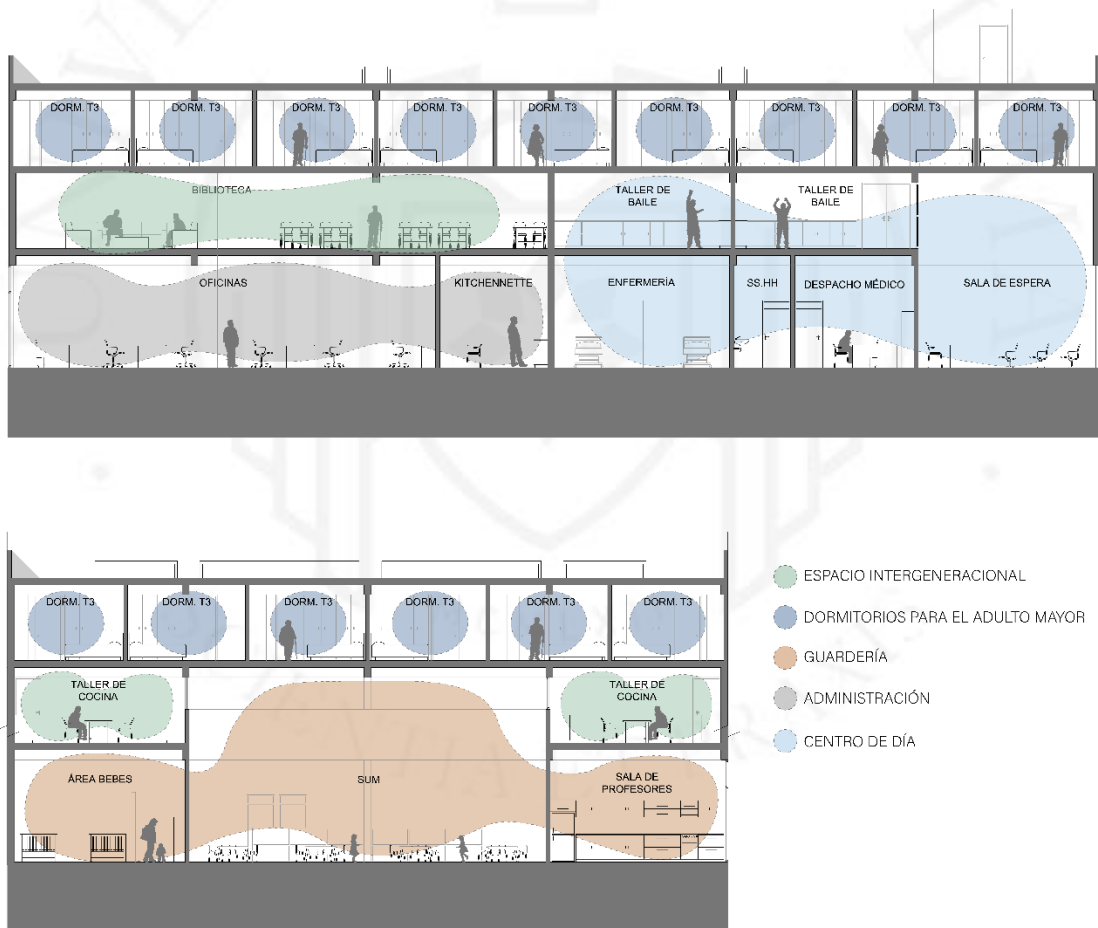 DORM. T3
DORM. T3
DORM. T3
DORM. T3
DORM. T3
DORM. T3
DORM. T3
DORM. T3
DORM. T3
BIBLIOTECA
TALLER DE
BAILE
TALLER DE
BAILE
OFICINAS
KITCHENNETTE
ENFERMERÍA
SS.HH
DESPACHO MÉDICO
SALA DE ESPERA
DORM. T3
DORM. T3
DORM. T3
DORM. T3
DORM. T3
DORM. T3
TALLER DE
COCINA
TALLER DE
COCINA
ÁREA BEBES
SUM
SALA DE
PROFESORES
ESPACIO INTERGENERACIONAL
DORMITORIOS PARA EL ADULTO MAYOR
GUARDERÍA
ADMINISTRACIÓN
CENTRO DE DÍA